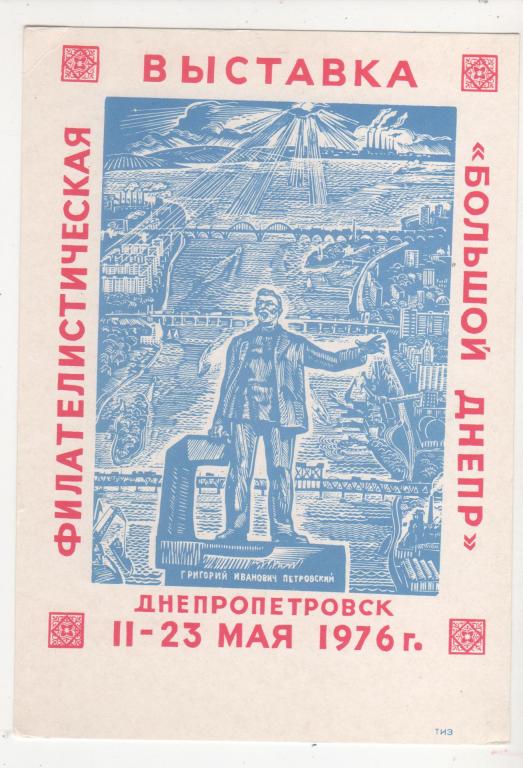 ФИЛАТЕЛИСТИЧЕСКАЯ
ВЫСТАВКА
«БОЛЬШОЙ ДНЕПР»
ГРИГОРИЙ ИВАНОВИЧ ПЕТРОВСКИЙ
ДНЕПРОПЕТРОВСК
11-23 МАЯ 1976 г.
ТИЗ